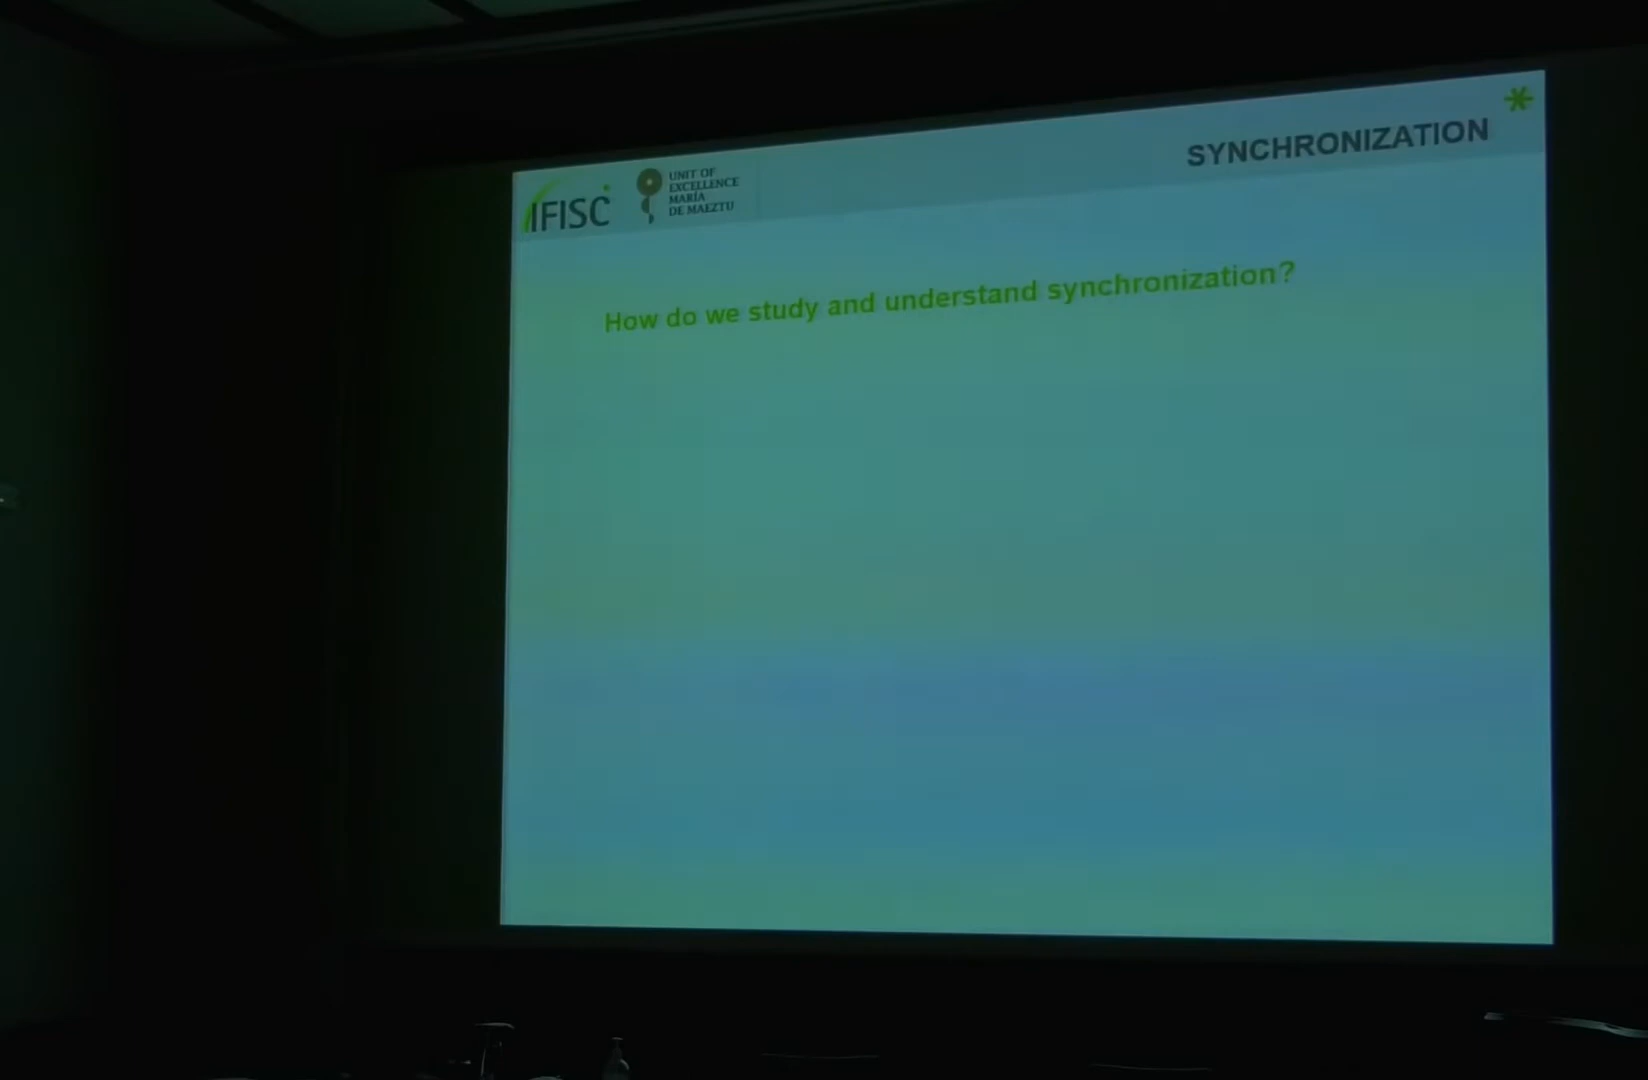 SYNCHRONIZATION
IFISC
UNIT OF
EXCELLENCE
MARÍA
DE MAEZTU
How do we study and understand synchronization?